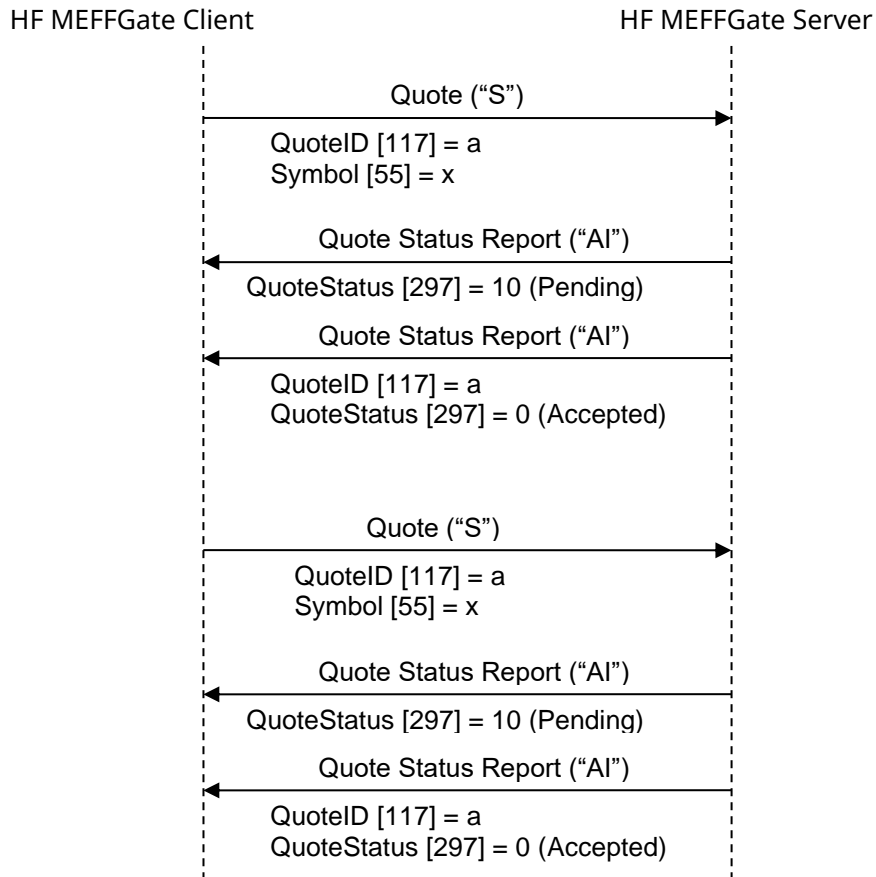 HF MEFFGate Client HF MEFFGate Server
Quote (“S”)
QuoteID [117] = a
Symbol [55] = x
Quote Status Report (“AI”)
QuoteStatus [297] = 10 (Pending)
Quote Status Report (“AI”)
QuoteID [117] = a
QuoteStatus [297] = 0 (Accepted)
Quote (“S”)
QuoteID [117] = a
Symbol [55] = x
Quote Status Report (“AI”)
QuoteStatus [297] = 10 (Pending)
Quote Status Report (“AI”)
QuoteID [117] = a
QuoteStatus [297] = 0 (Accepted)